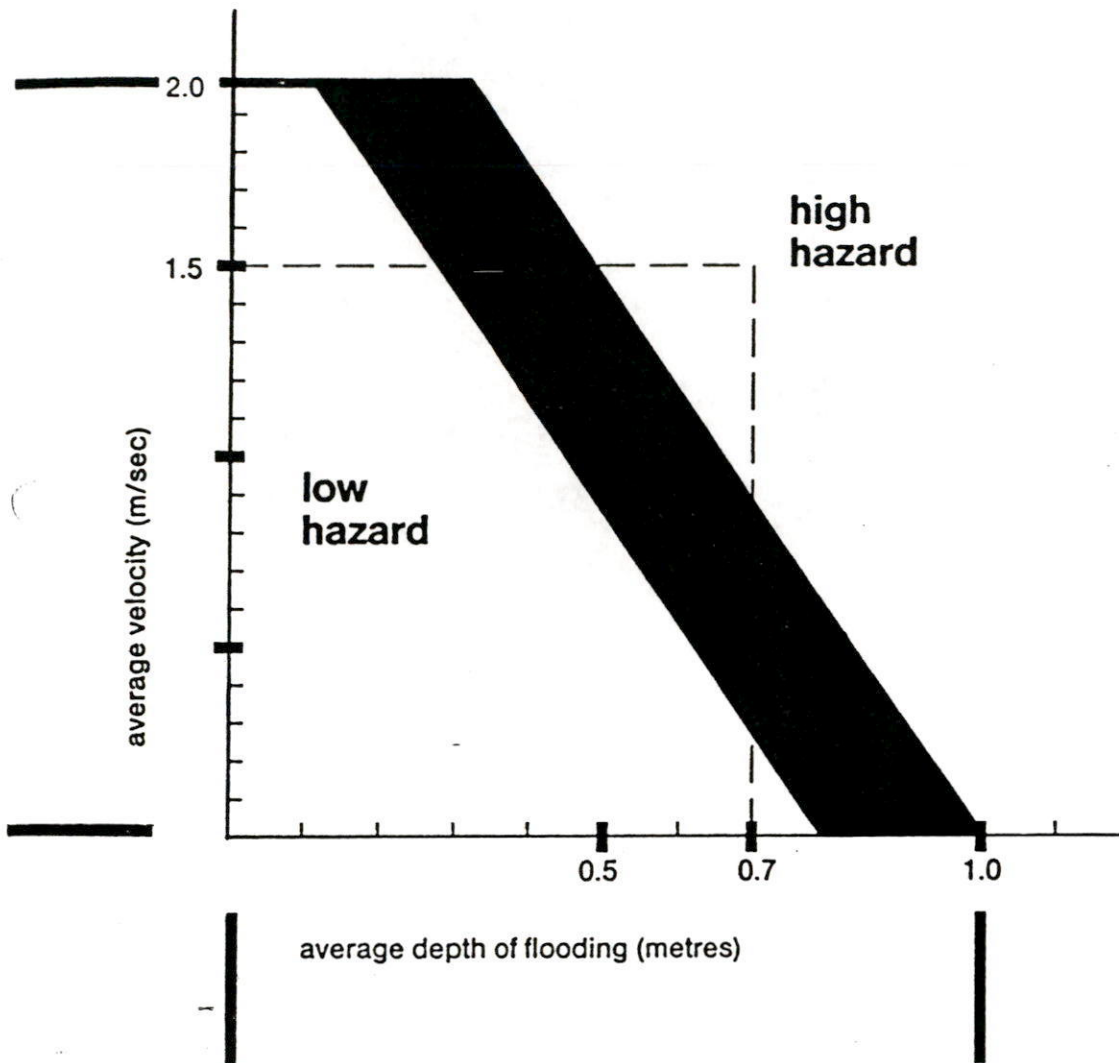 2.0
high
hazard
1.5
low
hazard
average velocity (m/sec)
0.5
0.7
1.0
average depth of flooding (metres)